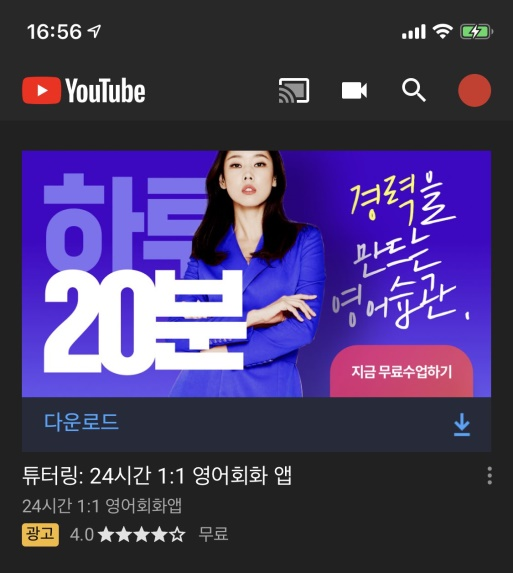 16:56
YouTube
하루
20분
경력을
만드는
영어습관.
지금 무료수업하기
다운로드
튜터링: 24시간 1:1 영어회화 앱
24시간 1:1 영어회화앱
광고 4.0 무료